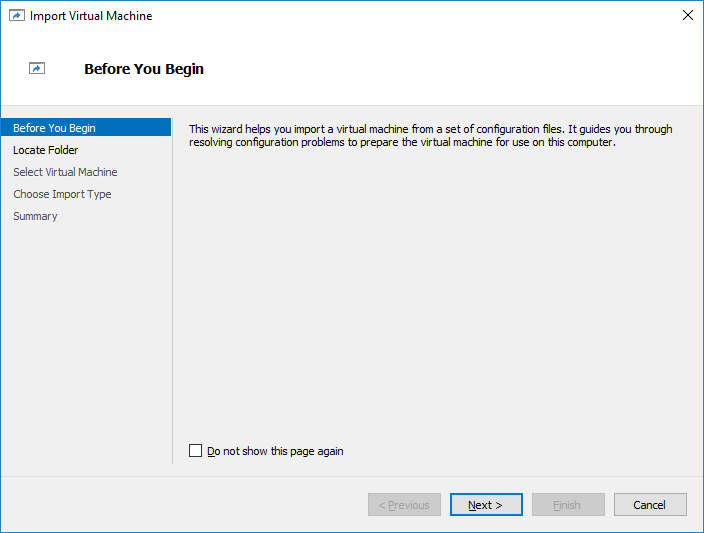 Import Virtual Machine
Before You Begin
Before You Begin
Locate Folder
Select Virtual Machine
Choose Import Type
Summary
This wizard helps you import a virtual machine from a set of configuration files. It guides you through
resolving configuration problems to prepare the virtual machine for use on this computer.
Do not show this page again
< Previous
Next >
Finish
Cancel